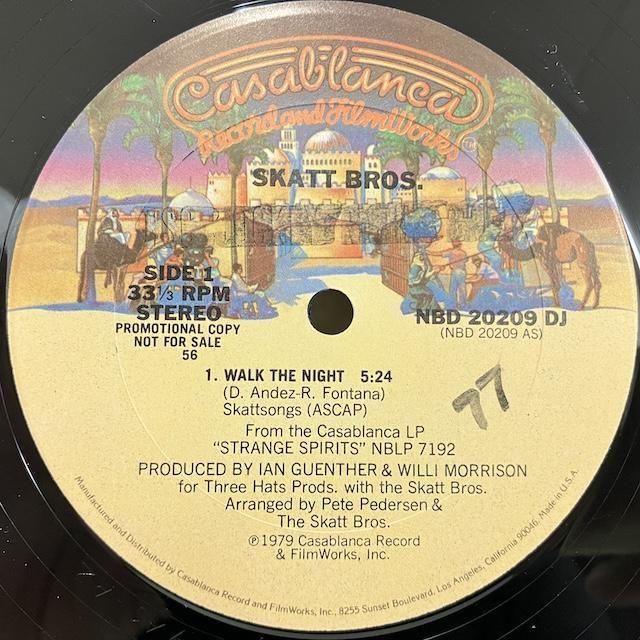 Casablanca
Record and FilmWorks
SKATT BROS.
SIDE 1
33 1/3 RPM
STEREO
PROMOTIONAL COPY
NOT FOR SALE
56
NBD 20209 DJ
(NBD 20209 AS)
1. WALK THE NIGHT 5:24
(D. Andez-R. Fontana)
Skattsongs (ASCAP)
77
From the Casablanca LP
"STRANGE SPIRITS" NBLP 7192
PRODUCED BY IAN GUENTHER & WILLI MORRISON
for Three Hats Prods. with the Skatt Bros.
Arranged by Pete Pedersen &
The Skatt Bros.
℗1979 Casablanca Record
& FilmWorks, Inc.
Manufactured and Distributed by Casablanca Record and FilmWorks, Inc., 8255 Sunset Boulevard, Los Angeles, California 90046. Made in U.S.A.